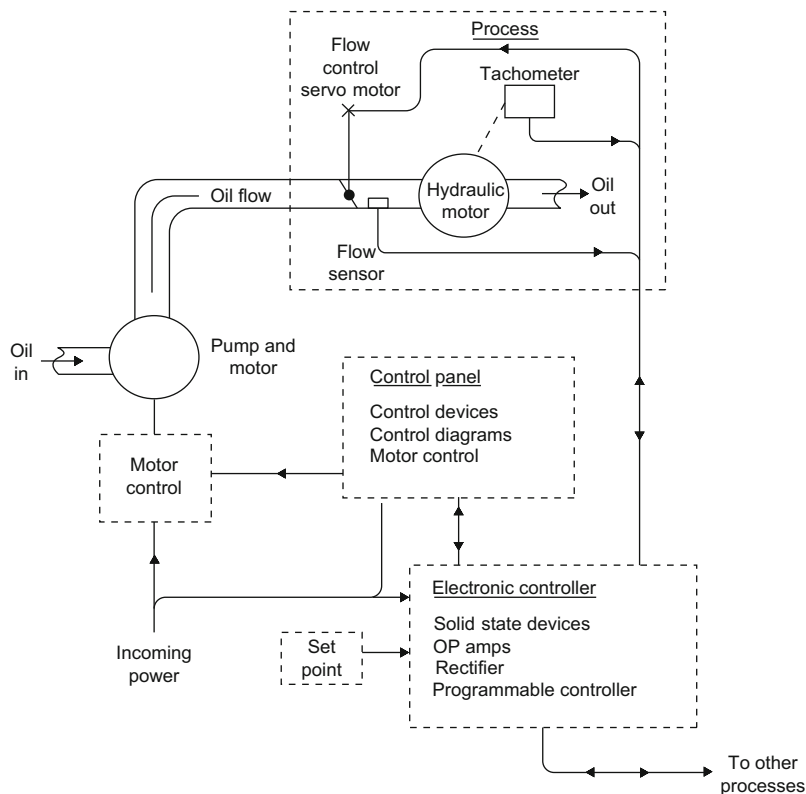 Process
Flow
control
servo motor
Tachometer
Oil flow
Hydraulic
motor
Oil
out
Flow
sensor
Oil
in
Pump and
motor
Control panel
Control devices
Control diagrams
Motor control
Motor
control
Electronic controller
Solid state devices
OP amps
Rectifier
Programmable controller
Set
point
Incoming
power
To other
processes